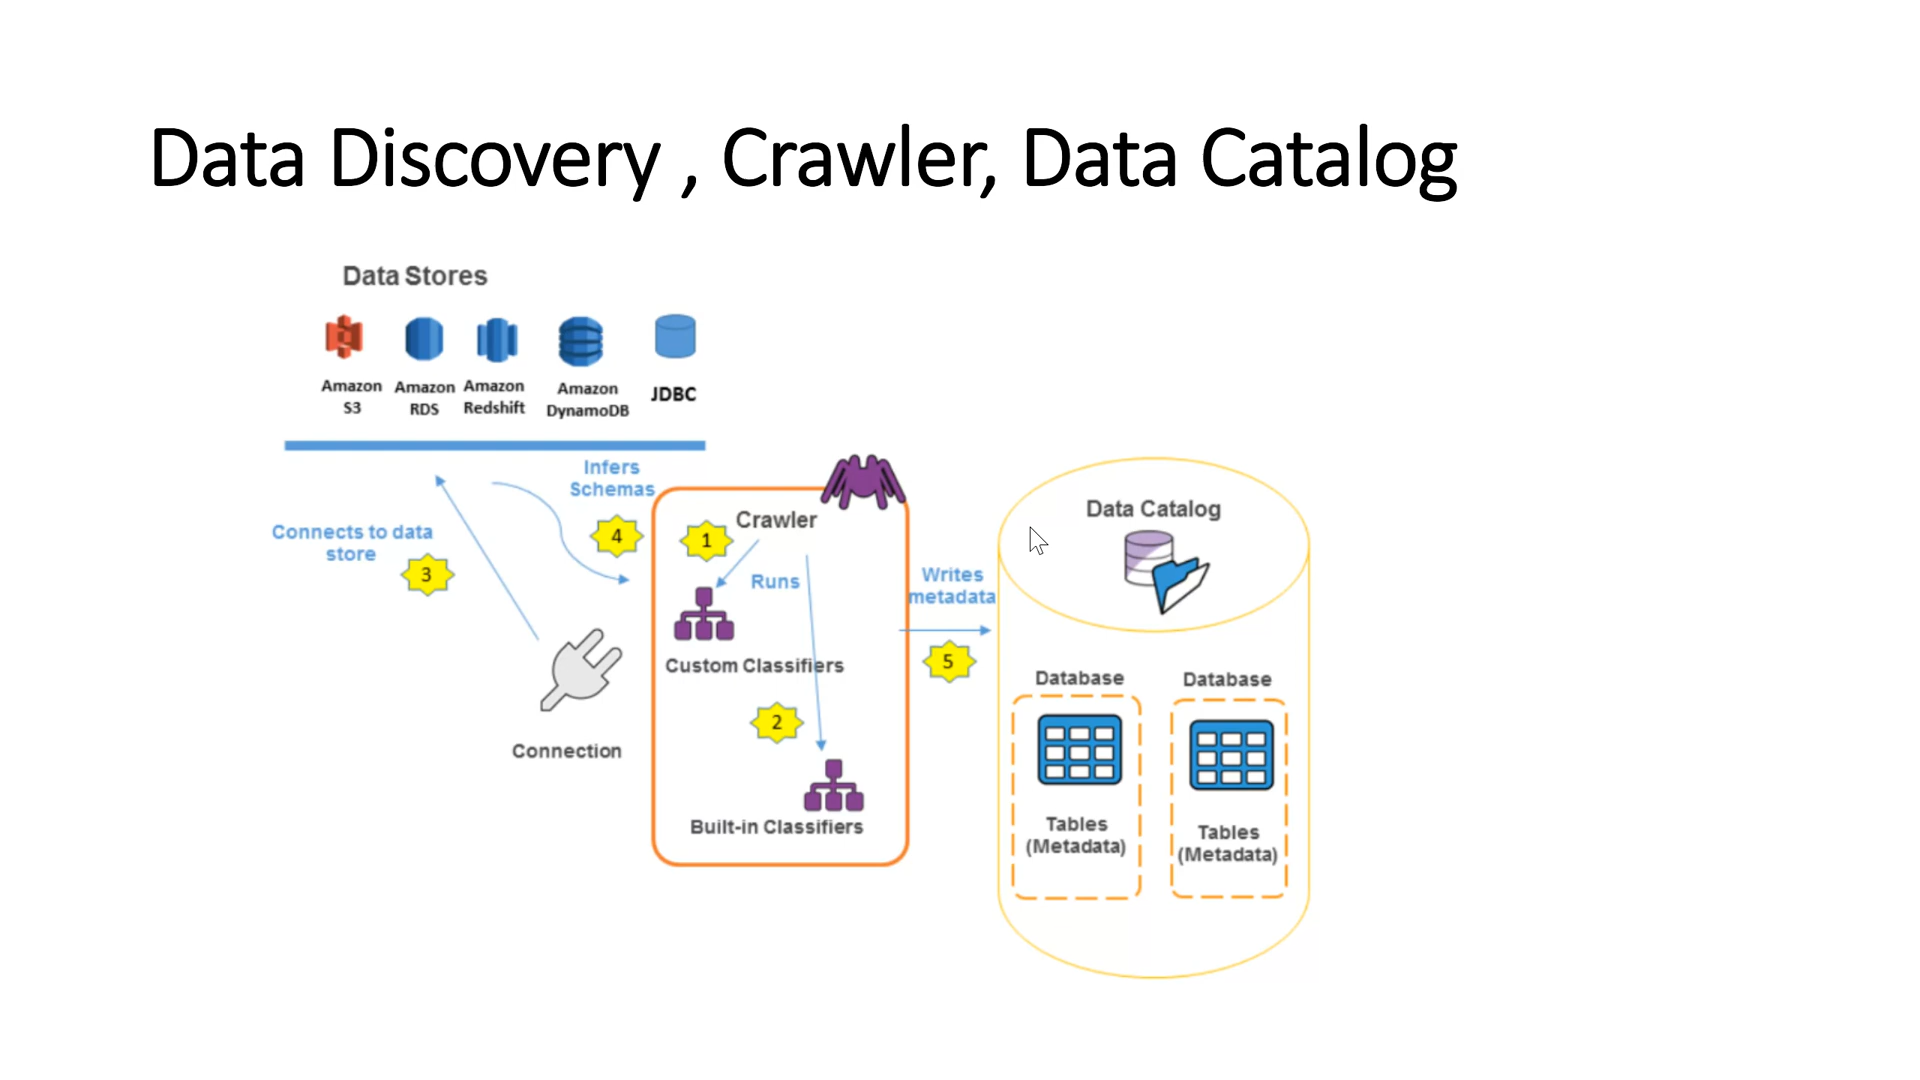 Data Discovery , Crawler, Data Catalog
Data Stores
Amazon
S3
Amazon
RDS
Amazon
Redshift
Amazon
DynamoDB
JDBC
Infers
Schemas
4
Connects to data
store
3
Connection
Crawler
1
Runs
Custom Classifiers
2
Built-in Classifiers
Writes
metadata
5
Data Catalog
Database
Tables
(Metadata)
Database
Tables
(Metadata)